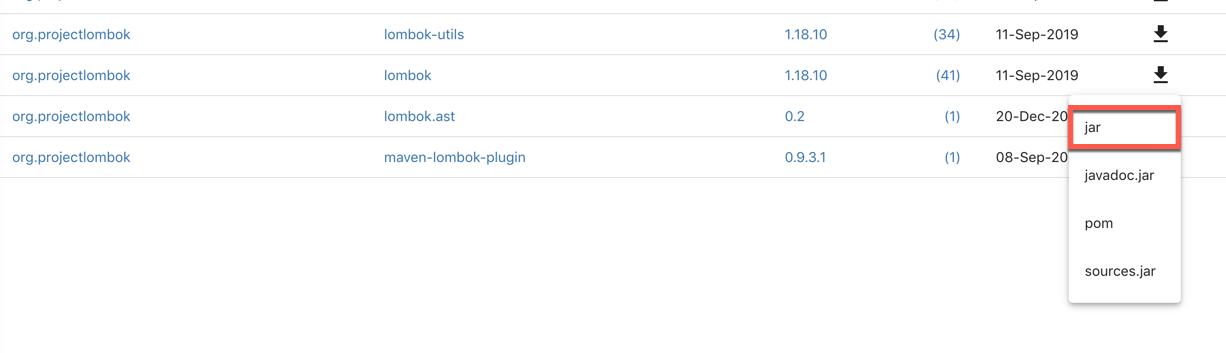 org.projectlombok lombok-utils 1.18.10 (34) 11-Sep-2019
org.projectlombok lombok 1.18.10 (41) 11-Sep-2019
org.projectlombok lombok.ast 0.2 (1) 20-Dec-20
org.projectlombok maven-lombok-plugin 0.9.3.1 (1) 08-Sep-20
jar
javadoc.jar
pom
sources.jar